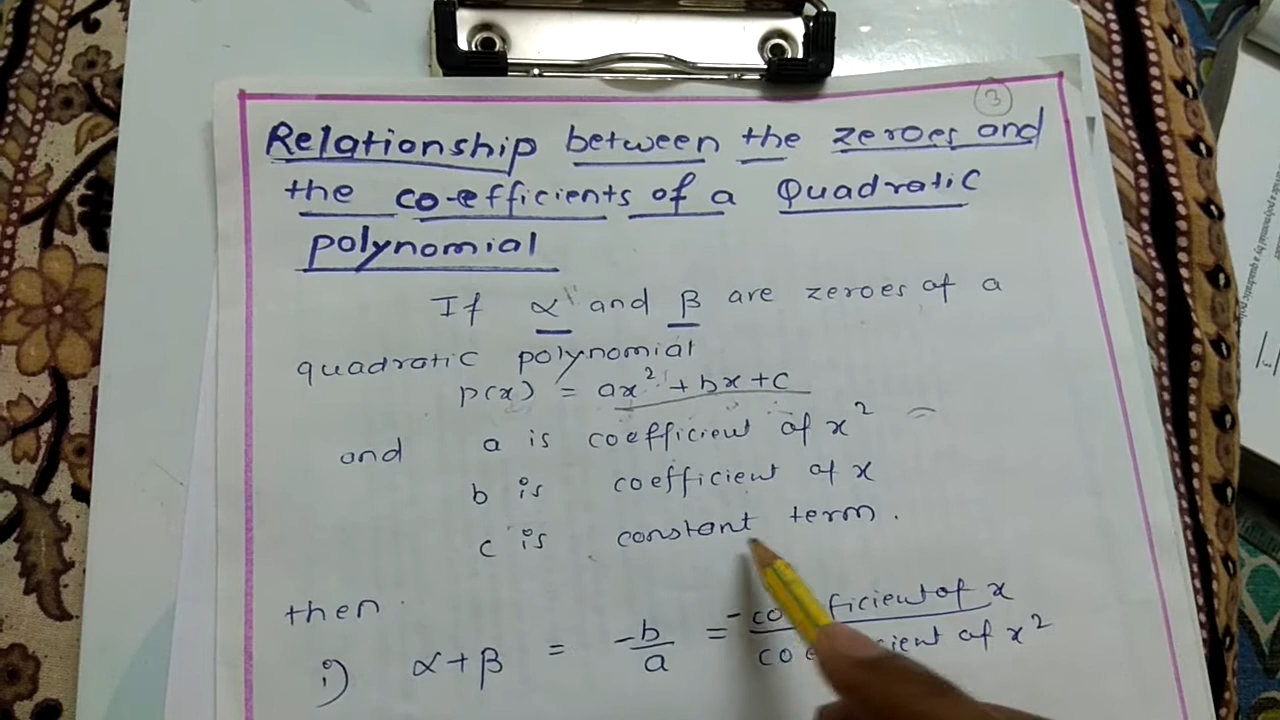 3
Relationship between the zeroes and
the co-efficients of a Quadratic
polynomial
If α and β are zeroes of a
quadratic polynomial
p(x) = ax² + bx + c
and a is coefficient of x²
b is coefficient of x
c is constant term.
then
i) α+β = -b/a = -coefficient of x / coefficient of x²